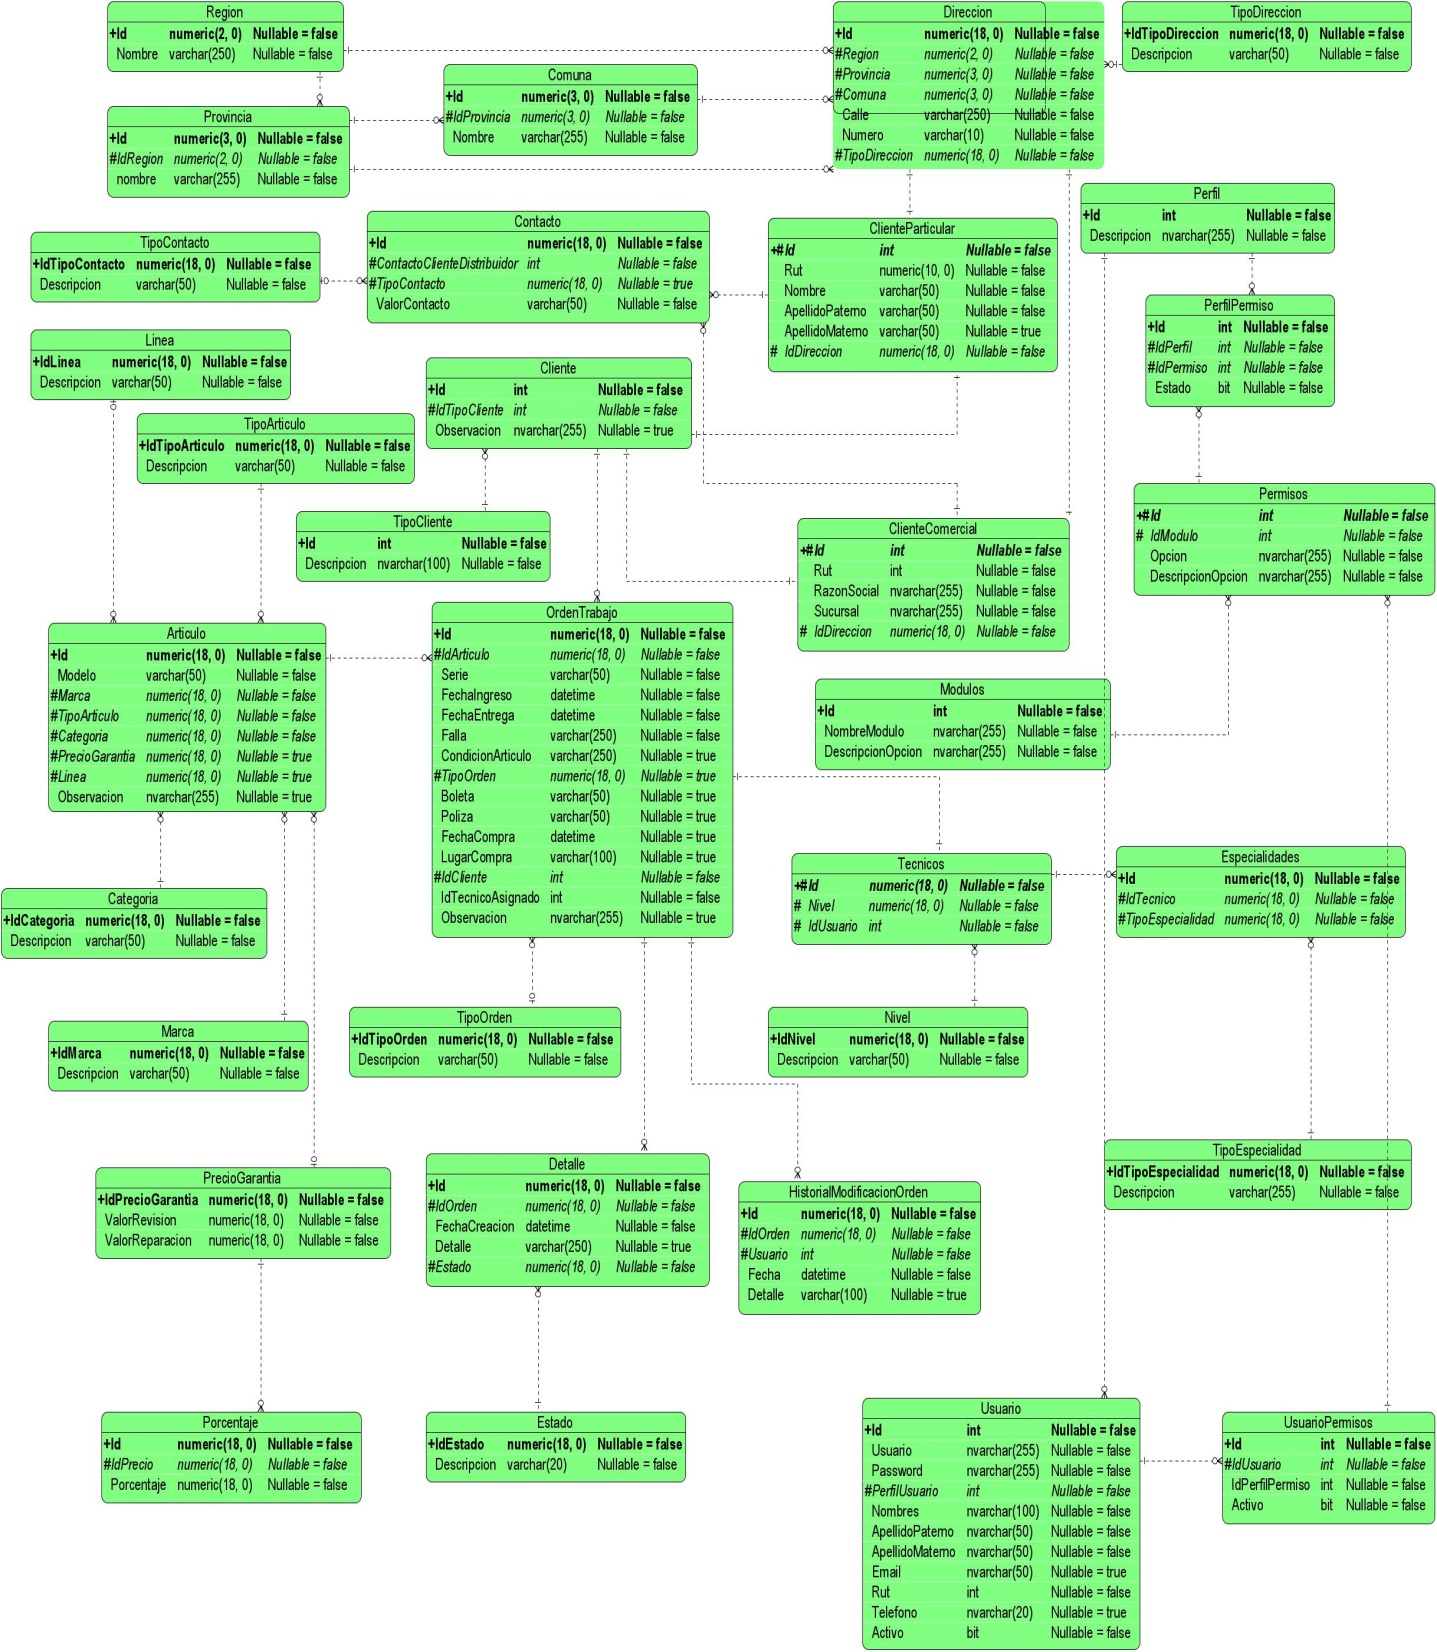 Region
+Id numeric(2, 0) Nullable = false
Nombre varchar(250) Nullable = false
Direccion
+Id numeric(18, 0) Nullable = false
#Region numeric(2, 0) Nullable = false
#Provincia numeric(3, 0) Nullable = false
#Comuna numeric(3, 0) Nullable = false
Calle varchar(250) Nullable = false
Numero varchar(10) Nullable = false
#TipoDireccion numeric(18, 0) Nullable = false
TipoDireccion
+IdTipoDireccion numeric(18, 0) Nullable = false
Descripcion varchar(50) Nullable = false
Comuna
+Id numeric(3, 0) Nullable = false
#IdProvincia numeric(3, 0) Nullable = false
Nombre varchar(255) Nullable = false
Provincia
+Id numeric(3, 0) Nullable = false
#IdRegion numeric(2, 0) Nullable = false
nombre varchar(255) Nullable = false
Perfil
+Id int Nullable = false
Descripcion nvarchar(255) Nullable = false
Contacto
+Id numeric(18, 0) Nullable = false
#ContactoClienteDistribuidor int Nullable = false
#TipoContacto numeric(18, 0) Nullable = true
ValorContacto varchar(50) Nullable = false
ClienteParticular
+#Id int Nullable = false
Rut numeric(10, 0) Nullable = false
Nombre varchar(50) Nullable = false
ApellidoPaterno varchar(50) Nullable = false
ApellidoMaterno varchar(50) Nullable = true
# IdDireccion numeric(18, 0) Nullable = false
TipoContacto
+IdTipoContacto numeric(18, 0) Nullable = false
Descripcion varchar(50) Nullable = false
PerfilPermiso
+Id int Nullable = false
#IdPerfil int Nullable = false
#IdPermiso int Nullable = false
Estado bit Nullable = false
Linea
+IdLinea numeric(18, 0) Nullable = false
Descripcion varchar(50) Nullable = false
Cliente
+Id int Nullable = false
#IdTipoCliente int Nullable = false
Observacion nvarchar(255) Nullable = true
TipoArticulo
+IdTipoArticulo numeric(18, 0) Nullable = false
Descripcion varchar(50) Nullable = false
Permisos
+#Id int Nullable = false
# IdModulo int Nullable = false
Opcion nvarchar(255) Nullable = false
DescripcionOpcion nvarchar(255) Nullable = false
TipoCliente
+Id int Nullable = false
Descripcion nvarchar(100) Nullable = false
ClienteComercial
+#Id int Nullable = false
Rut int Nullable = false
RazonSocial nvarchar(255) Nullable = false
Sucursal nvarchar(255) Nullable = false
# IdDireccion numeric(18, 0) Nullable = false
OrdenTrabajo
+Id numeric(18, 0) Nullable = false
#IdArticulo numeric(18, 0) Nullable = false
Serie varchar(50) Nullable = false
FechaIngreso datetime Nullable = false
FechaEntrega datetime Nullable = false
Falla varchar(250) Nullable = false
CondicionArticulo varchar(250) Nullable = true
#TipoOrden numeric(18, 0) Nullable = true
Boleta varchar(50) Nullable = true
Poliza varchar(50) Nullable = true
FechaCompra datetime Nullable = true
LugarCompra varchar(100) Nullable = true
#IdCliente int Nullable = false
IdTecnicoAsignado int Nullable = false
Observacion nvarchar(255) Nullable = true
Articulo
+Id numeric(18, 0) Nullable = false
Modelo varchar(50) Nullable = false
#Marca numeric(18, 0) Nullable = false
#TipoArticulo numeric(18, 0) Nullable = false
#Categoria numeric(18, 0) Nullable = false
#PrecioGarantia numeric(18, 0) Nullable = true
#Linea numeric(18, 0) Nullable = true
Observacion nvarchar(255) Nullable = true
Modulos
+Id int Nullable = false
NombreModulo nvarchar(255) Nullable = false
DescripcionOpcion nvarchar(255) Nullable = false
Tecnicos
+#Id numeric(18, 0) Nullable = false
# Nivel numeric(18, 0) Nullable = false
# IdUsuario int Nullable = false
Especialidades
+Id numeric(18, 0) Nullable = false
#IdTecnico numeric(18, 0) Nullable = false
#TipoEspecialidad numeric(18, 0) Nullable = false
Categoria
+IdCategoria numeric(18, 0) Nullable = false
Descripcion varchar(50) Nullable = false
TipoOrden
+IdTipoOrden numeric(18, 0) Nullable = false
Descripcion varchar(50) Nullable = false
Nivel
+IdNivel numeric(18, 0) Nullable = false
Descripcion varchar(50) Nullable = false
Marca
+IdMarca numeric(18, 0) Nullable = false
Descripcion varchar(50) Nullable = false
TipoEspecialidad
+IdTipoEspecialidad numeric(18, 0) Nullable = false
Descripcion varchar(255) Nullable = false
Detalle
+Id numeric(18, 0) Nullable = false
#IdOrden numeric(18, 0) Nullable = false
FechaCreacion datetime Nullable = false
Detalle varchar(250) Nullable = true
#Estado numeric(18, 0) Nullable = false
PrecioGarantia
+IdPrecioGarantia numeric(18, 0) Nullable = false
ValorRevision numeric(18, 0) Nullable = false
ValorReparacion numeric(18, 0) Nullable = false
HistorialModificacionOrden
+Id numeric(18, 0) Nullable = false
#IdOrden numeric(18, 0) Nullable = false
#Usuario int Nullable = false
Fecha datetime Nullable = false
Detalle varchar(100) Nullable = true
Usuario
+Id int Nullable = false
Usuario nvarchar(255) Nullable = false
Password nvarchar(255) Nullable = false
#PerfilUsuario int Nullable = false
Nombres nvarchar(100) Nullable = false
ApellidoPaterno nvarchar(50) Nullable = false
ApellidoMaterno nvarchar(50) Nullable = false
Email nvarchar(50) Nullable = true
Rut int Nullable = false
Telefono nvarchar(20) Nullable = true
Activo bit Nullable = false
Porcentaje
+Id numeric(18, 0) Nullable = false
#IdPrecio numeric(18, 0) Nullable = false
Porcentaje numeric(18, 0) Nullable = false
Estado
+IdEstado numeric(18, 0) Nullable = false
Descripcion varchar(20) Nullable = false
UsuarioPermisos
+Id int Nullable = false
#IdUsuario int Nullable = false
IdPerfilPermiso int Nullable = false
Activo bit Nullable = false